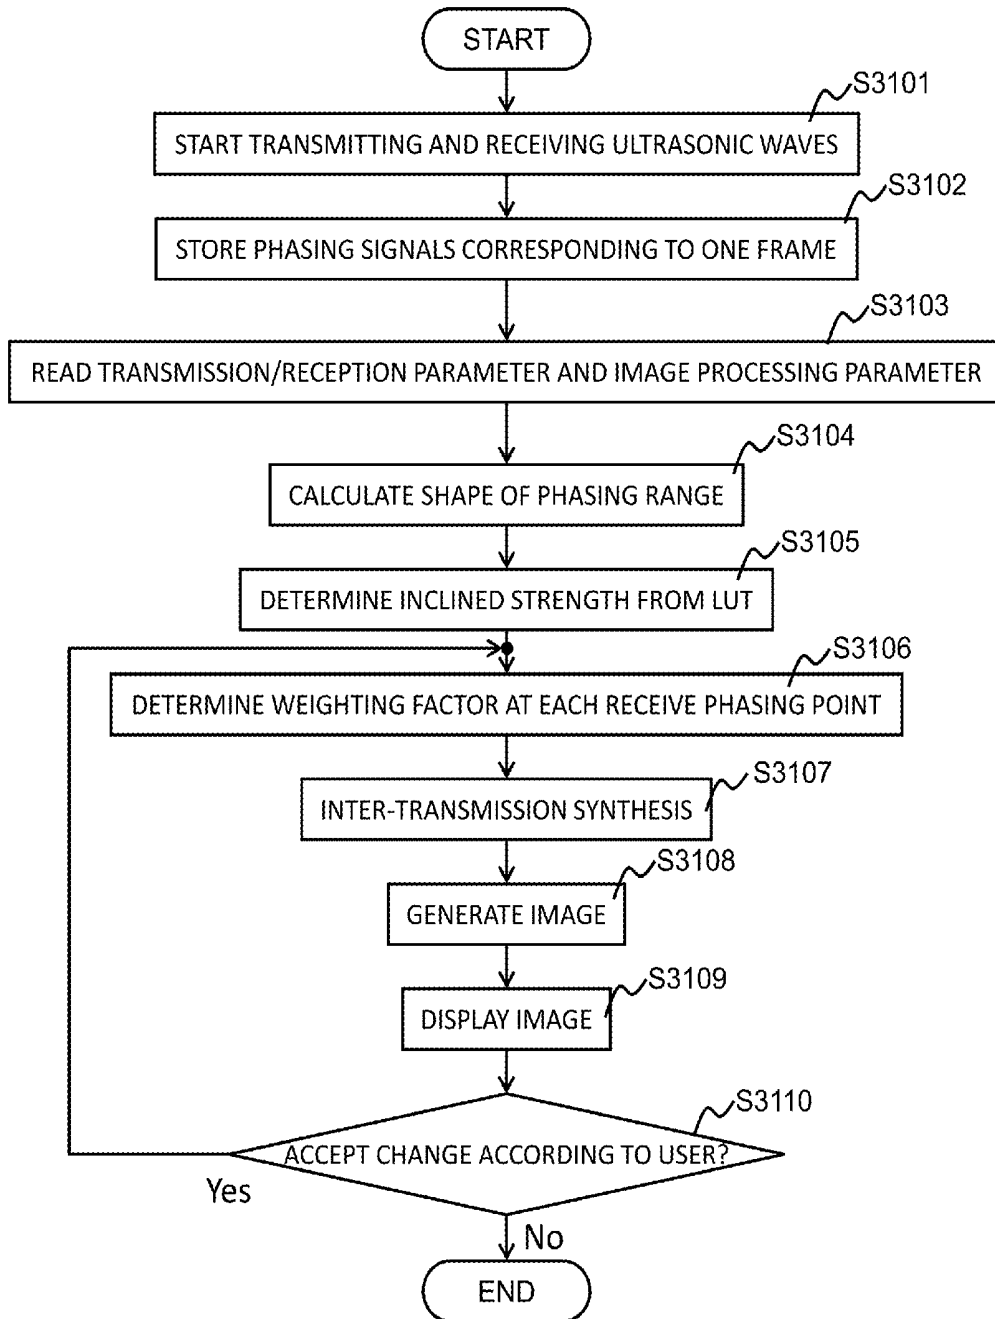 START
S3101
START TRANSMITTING AND RECEIVING ULTRASONIC WAVES
S3102
STORE PHASING SIGNALS CORRESPONDING TO ONE FRAME
S3103
READ TRANSMISSION/RECEPTION PARAMETER AND IMAGE PROCESSING PARAMETER
S3104
CALCULATE SHAPE OF PHASING RANGE
S3105
DETERMINE INCLINED STRENGTH FROM LUT
S3106
DETERMINE WEIGHTING FACTOR AT EACH RECEIVE PHASING POINT
S3107
INTER-TRANSMISSION SYNTHESIS
S3108
GENERATE IMAGE
S3109
DISPLAY IMAGE
S3110
ACCEPT CHANGE ACCORDING TO USER?
Yes
No
END